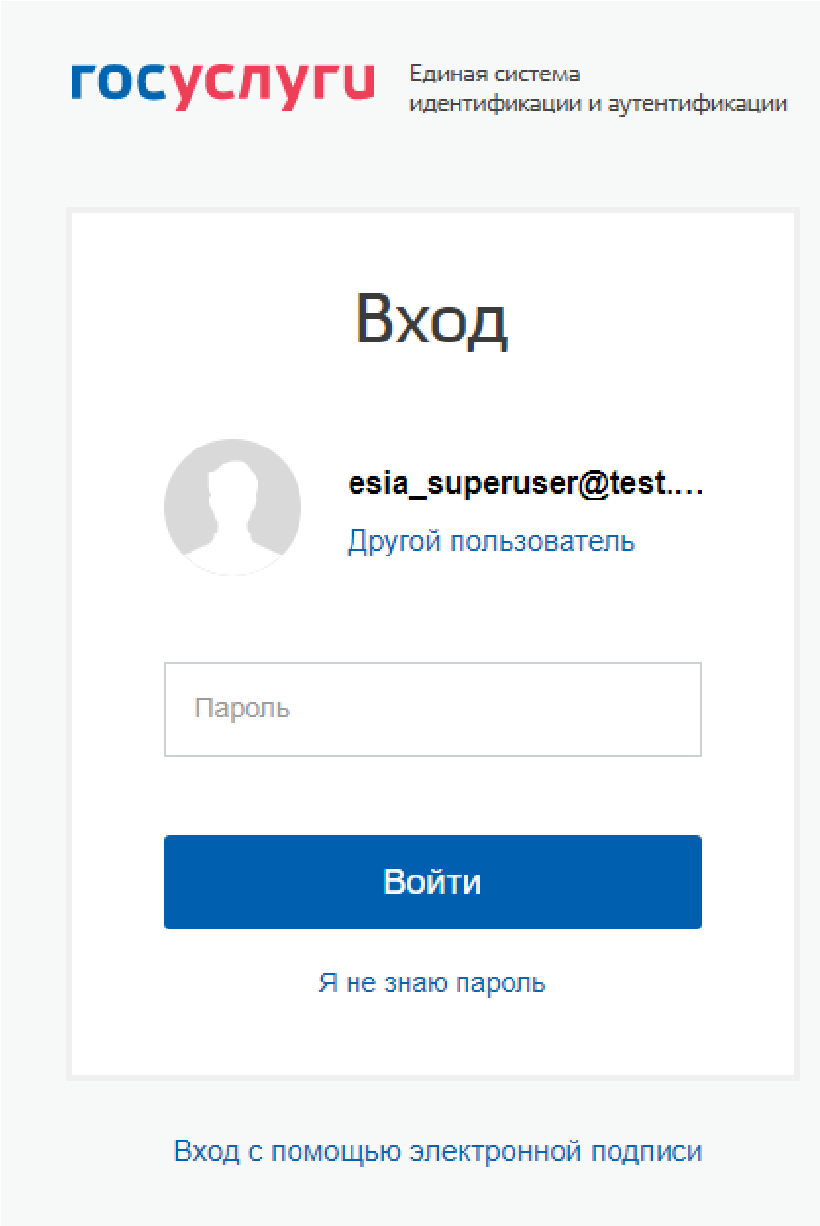 госуслуги
Единая система
идентификации и аутентификации
Вход
esia_superuser@test....
Другой пользователь
Пароль
Войти
Я не знаю пароль
Вход с помощью электронной подписи